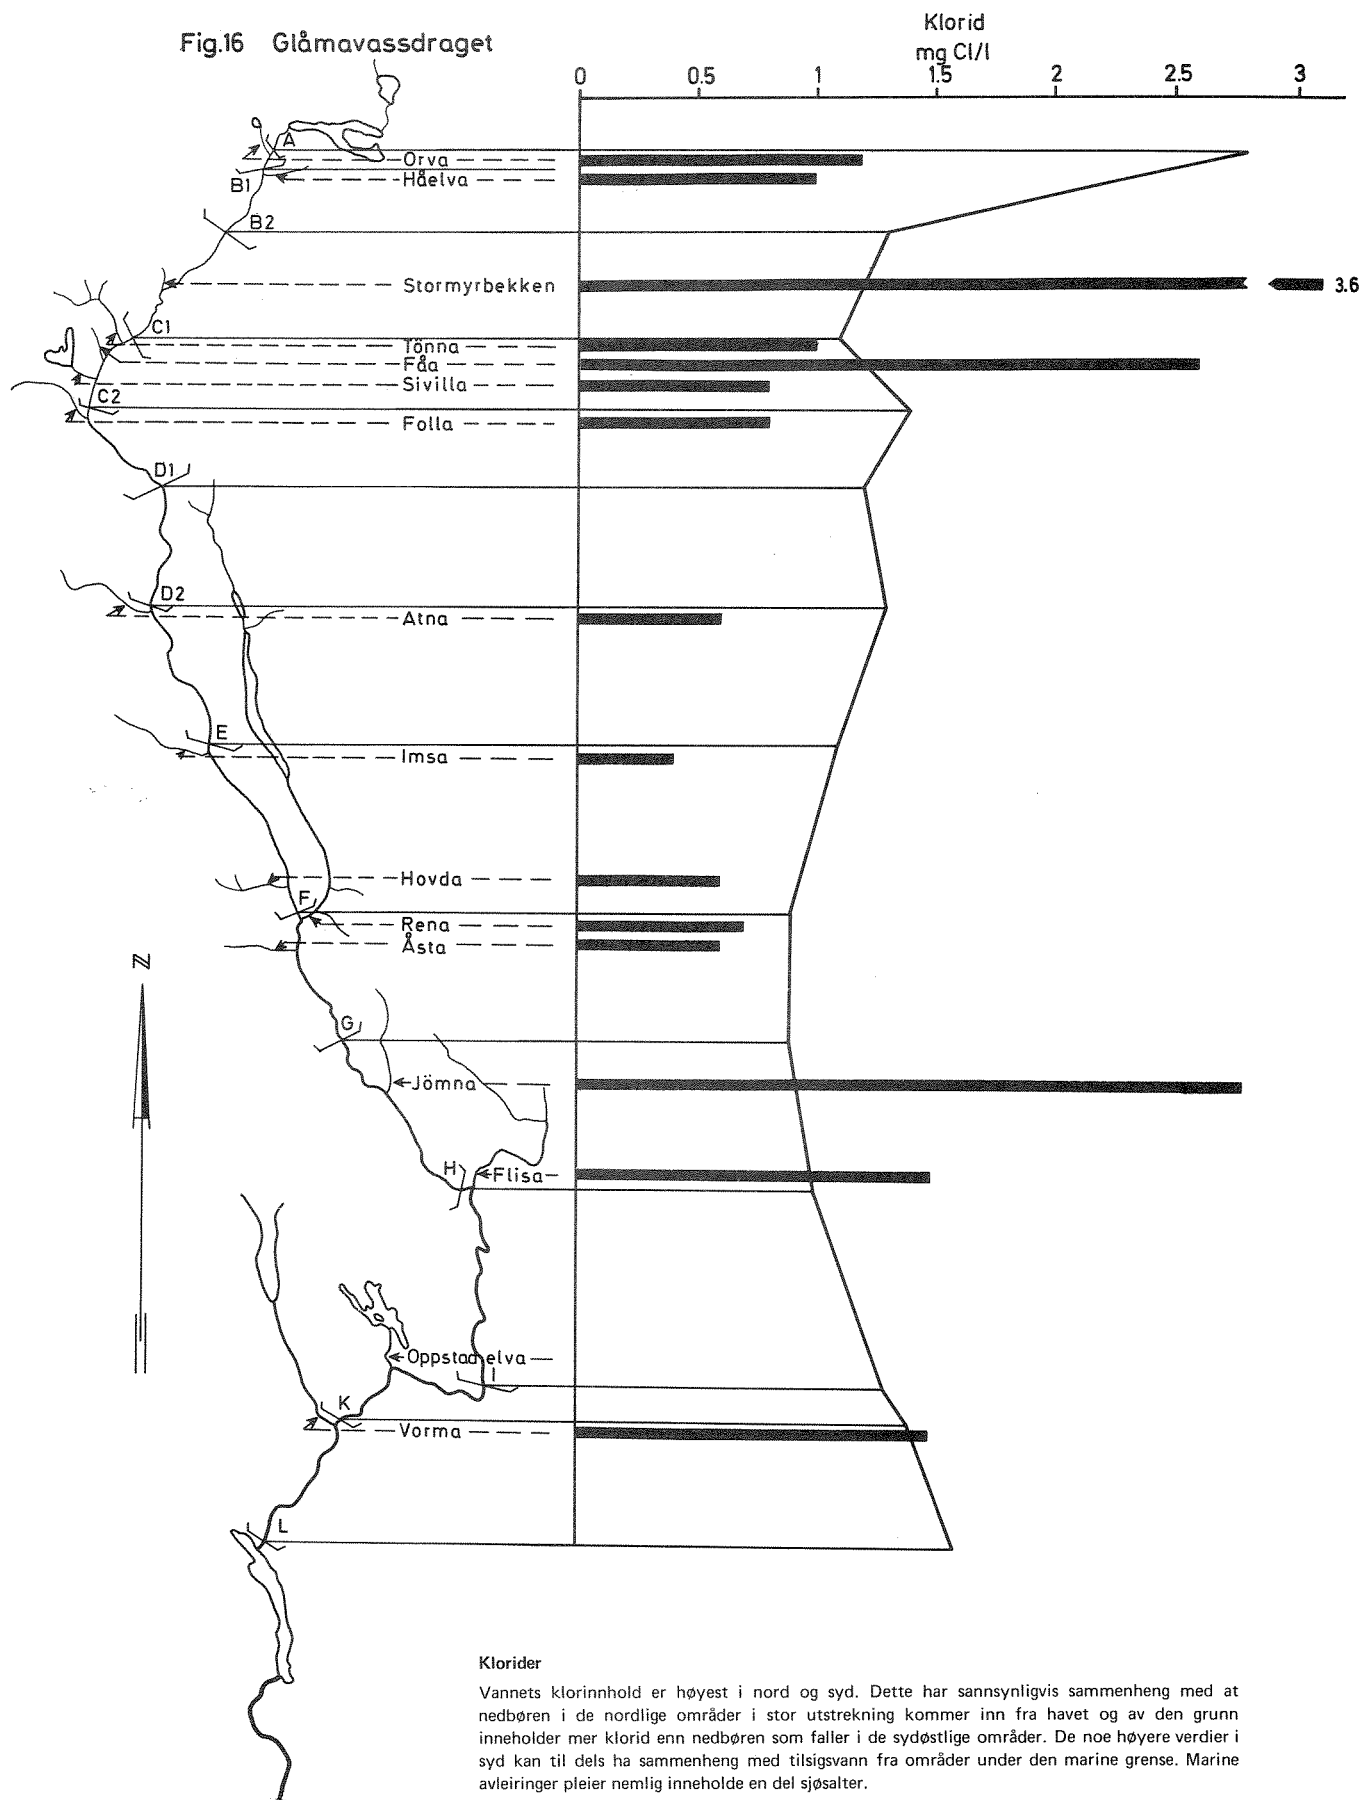 Fig.16 Glåmavassdraget
Klorid
mg Cl/l
0 0.5 1 1.5 2 2.5 3
A
Orva
B1
Håelva
B2
Stormyrbekken
3.6
C1
Tönna
Fåa
Sivilla
C2
Folla
D1
D2
Atna
E
Imsa
Hovda
F
Rena
Åsta
N
G
Jömna
H
Flisa
Oppstadelva
I
K
Vorma
L
Klorider
Vannets klorinnhold er høyest i nord og syd. Dette har sannsynligvis sammenheng med at
nedbøren i de nordlige områder i stor utstrekning kommer inn fra havet og av den grunn
inneholder mer klorid enn nedbøren som faller i de sydøstlige områder. De noe høyere verdier i
syd kan til dels ha sammenheng med tilsigsvann fra områder under den marine grense. Marine
avleiringer pleier nemlig inneholde en del sjøsalter.